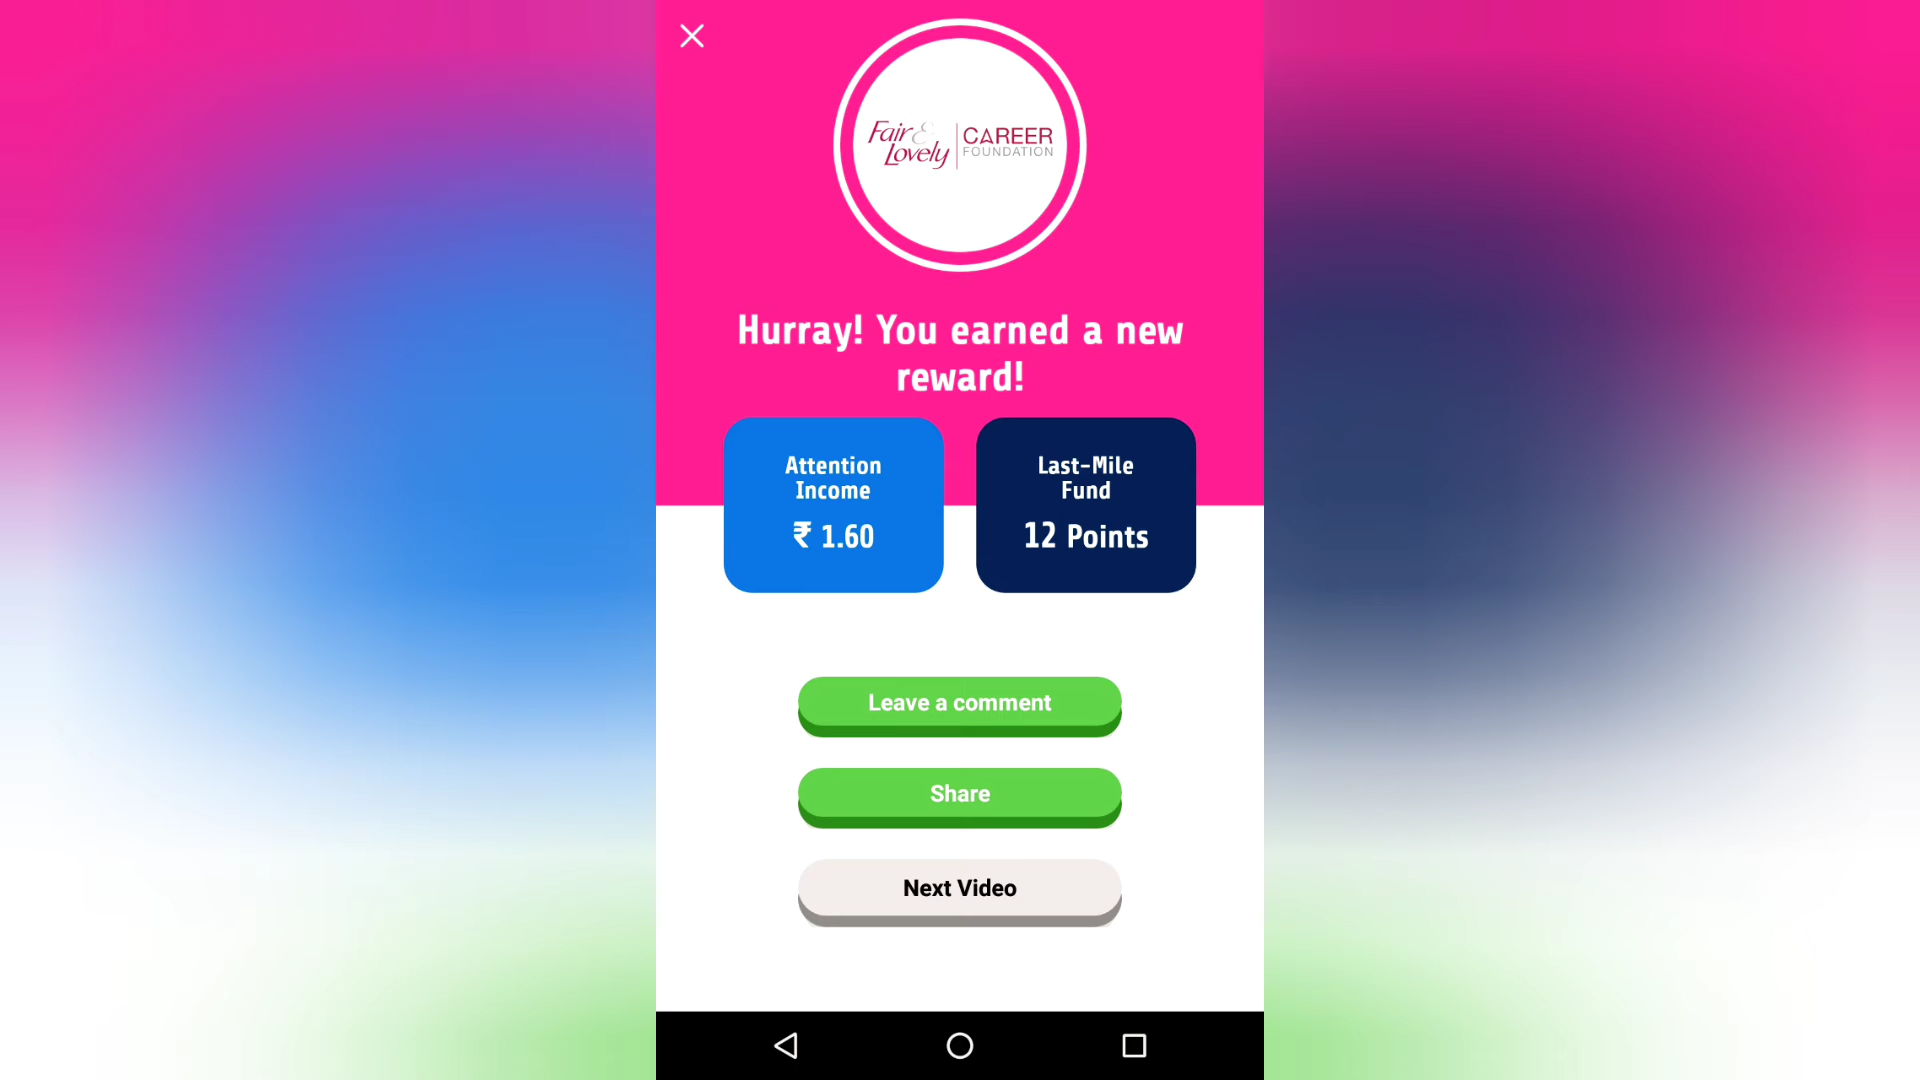 Fair & Lovely CAREER FOUNDATION
Hurray! You earned a new
reward!
Attention
Income
₹ 1.60
Last-Mile
Fund
12 Points
Leave a comment
Share
Next Video